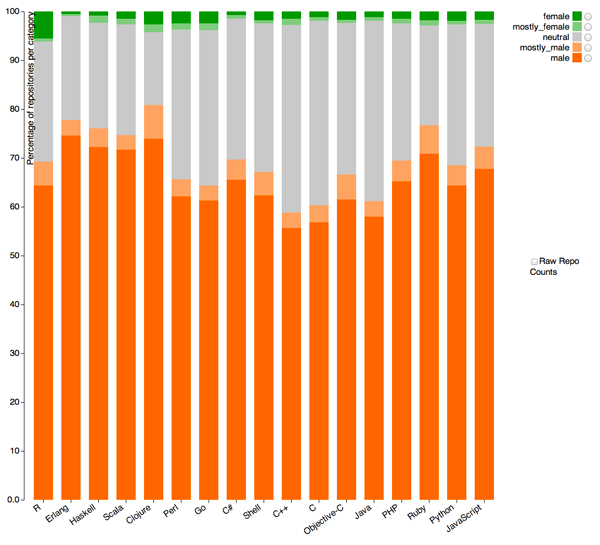 100
90
80
70
60
50
40
30
20
10
0.0
Percentage of repositories per category
R
Erlang
Haskell
Scala
Clojure
Perl
Go
C#
Shell
C++
C
Objective-C
Java
PHP
Ruby
Python
JavaScript
female
mostly_female
neutral
mostly_male
male
Raw Repo
Counts